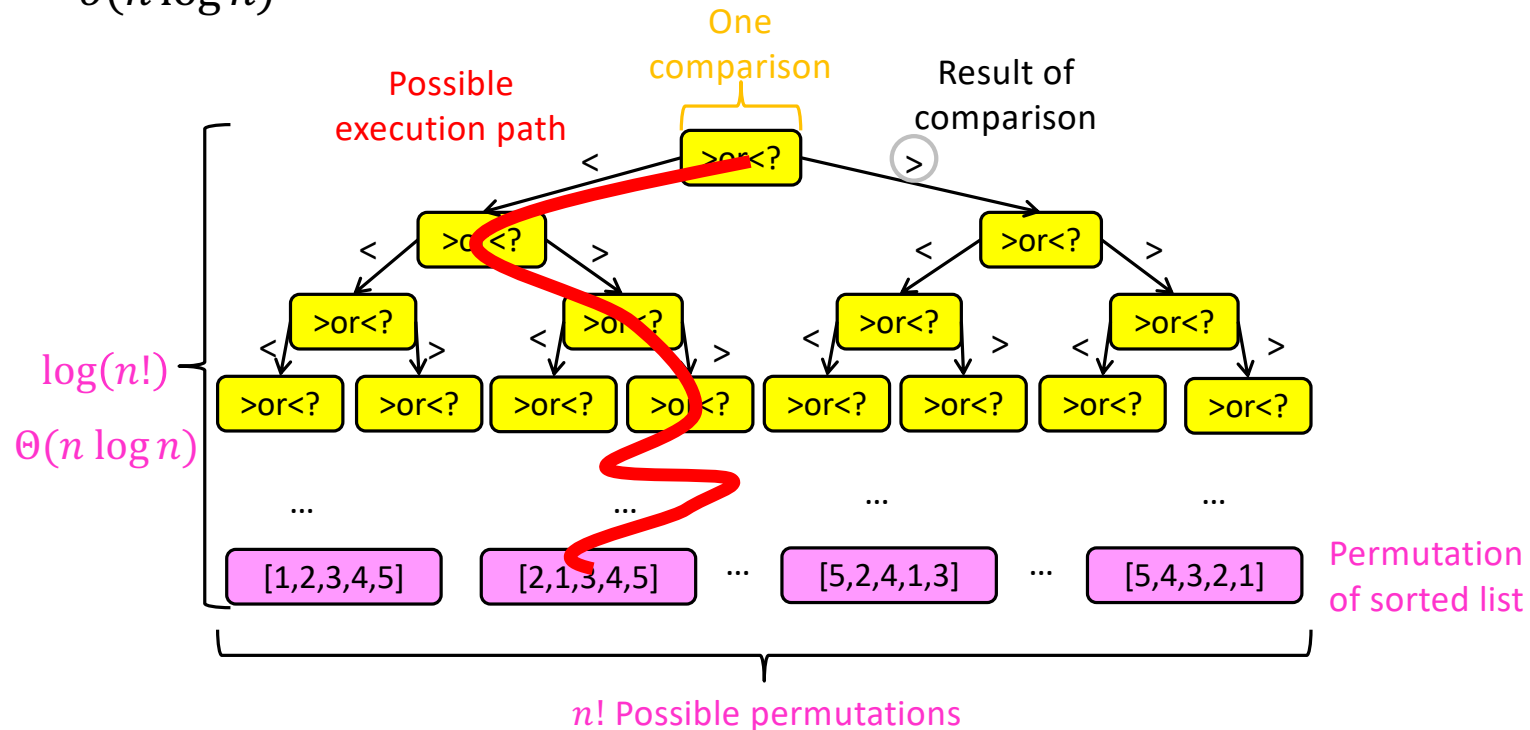 (n log n)
One
comparison
Possible
execution path
Result of
comparison
>or<?
< >
>or<? >or<?
< > < >
>or<? >or<? >or<? >or<?
< > < > < > < >
>or<? >or<? >or<? >or<? >or<? >or<? >or<? >or<?
log(n!)
Θ(n log n)
... ... ... ...
[1,2,3,4,5] [2,1,3,4,5] ... [5,2,4,1,3] ... [5,4,3,2,1]
Permutation
of sorted list
n! Possible permutations